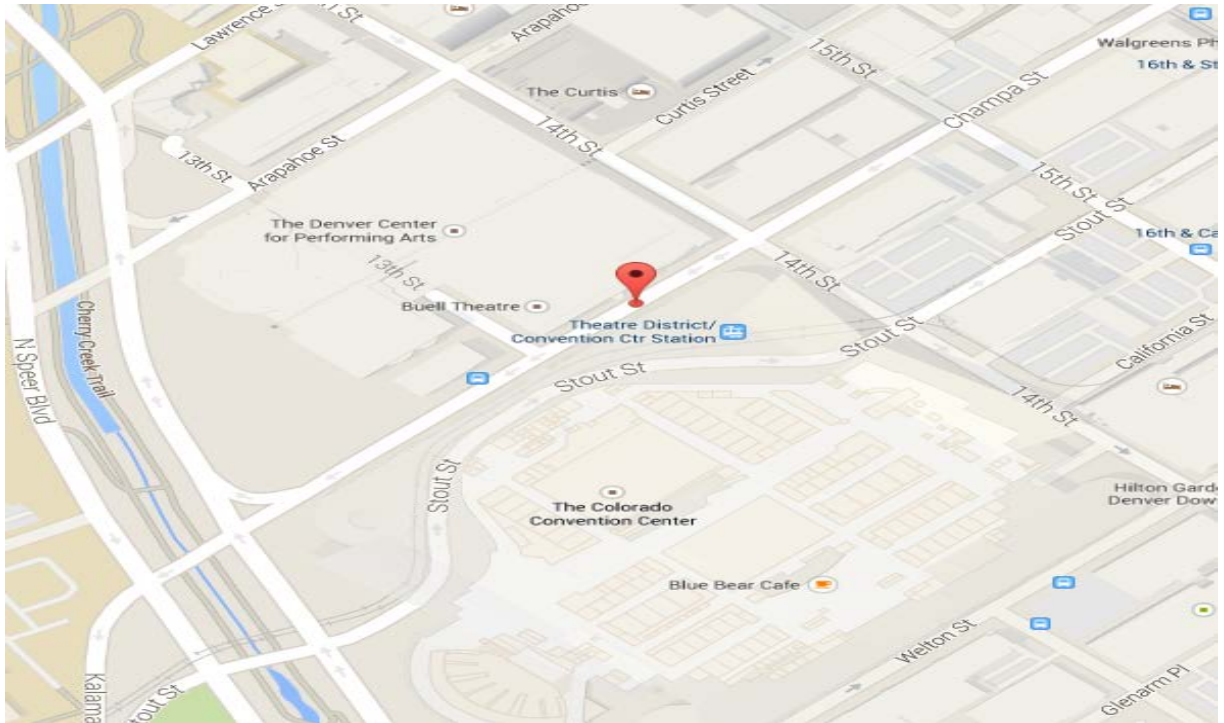 Lawrence
Arapahoe
15th St
Walgreens Ph
16th & St
The Curtis
Curtis Street
Champa St
14th St
13th St
Arapahoe St
15th St
Stout St
The Denver Center
for Performing Arts
16th & Ca
13th St
14th St
Buell Theatre
Theatre District/
Convention Ctr Station
Cherry Creek Trail
N Speer Blvd
Stout St
Stout St
California St
14th St
Stout St
The Colorado
Convention Center
Hilton Gard
Denver Dow
Blue Bear Cafe
Welton St
Kalama
tout St
Glenarm Pl